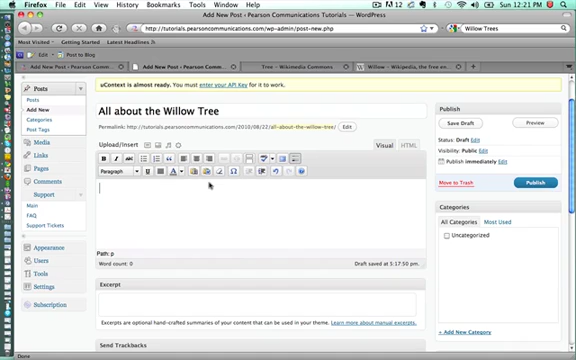 Firefox File Edit View History Bookmarks Tools Window Help
Sun 12:21 PM
Add New Post ‹ Pearson Communications Tutorials — WordPress
http://tutorials.pearsoncommunications.com/wp-admin/post-new.php
Willow Trees
Most Visited Getting Started Latest Headlines
Edit Post to Blog
Add New Post ‹ Pearson Comm...
Add New Post ‹ Pearson Comm...
Tree - Wikimedia Commons
Willow - Wikipedia, the free en...
uContext is almost ready. You must enter your API Key for it to work.
Posts
Posts
Add New
Categories
Post Tags
Media
Links
Pages
Comments
Support
Main
FAQ
Support Tickets
Appearance
Users
Tools
Settings
Subscription
All about the Willow Tree
Permalink: http://tutorials.pearsoncommunications.com/2010/08/22/all-about-the-willow-tree/ Edit
Upload/Insert
Visual HTML
Paragraph
Path: p
Word count: 0 Draft saved at 5:17:50 pm.
Excerpt
Excerpts are optional hand-crafted summaries of your content that can be used in your theme. Learn more about manual excerpts.
Send Trackbacks
Publish
Save Draft Preview
Status: Draft Edit
Visibility: Public Edit
Publish immediately Edit
Move to Trash Publish
Categories
All Categories Most Used
Uncategorized
+ Add New Category
Done